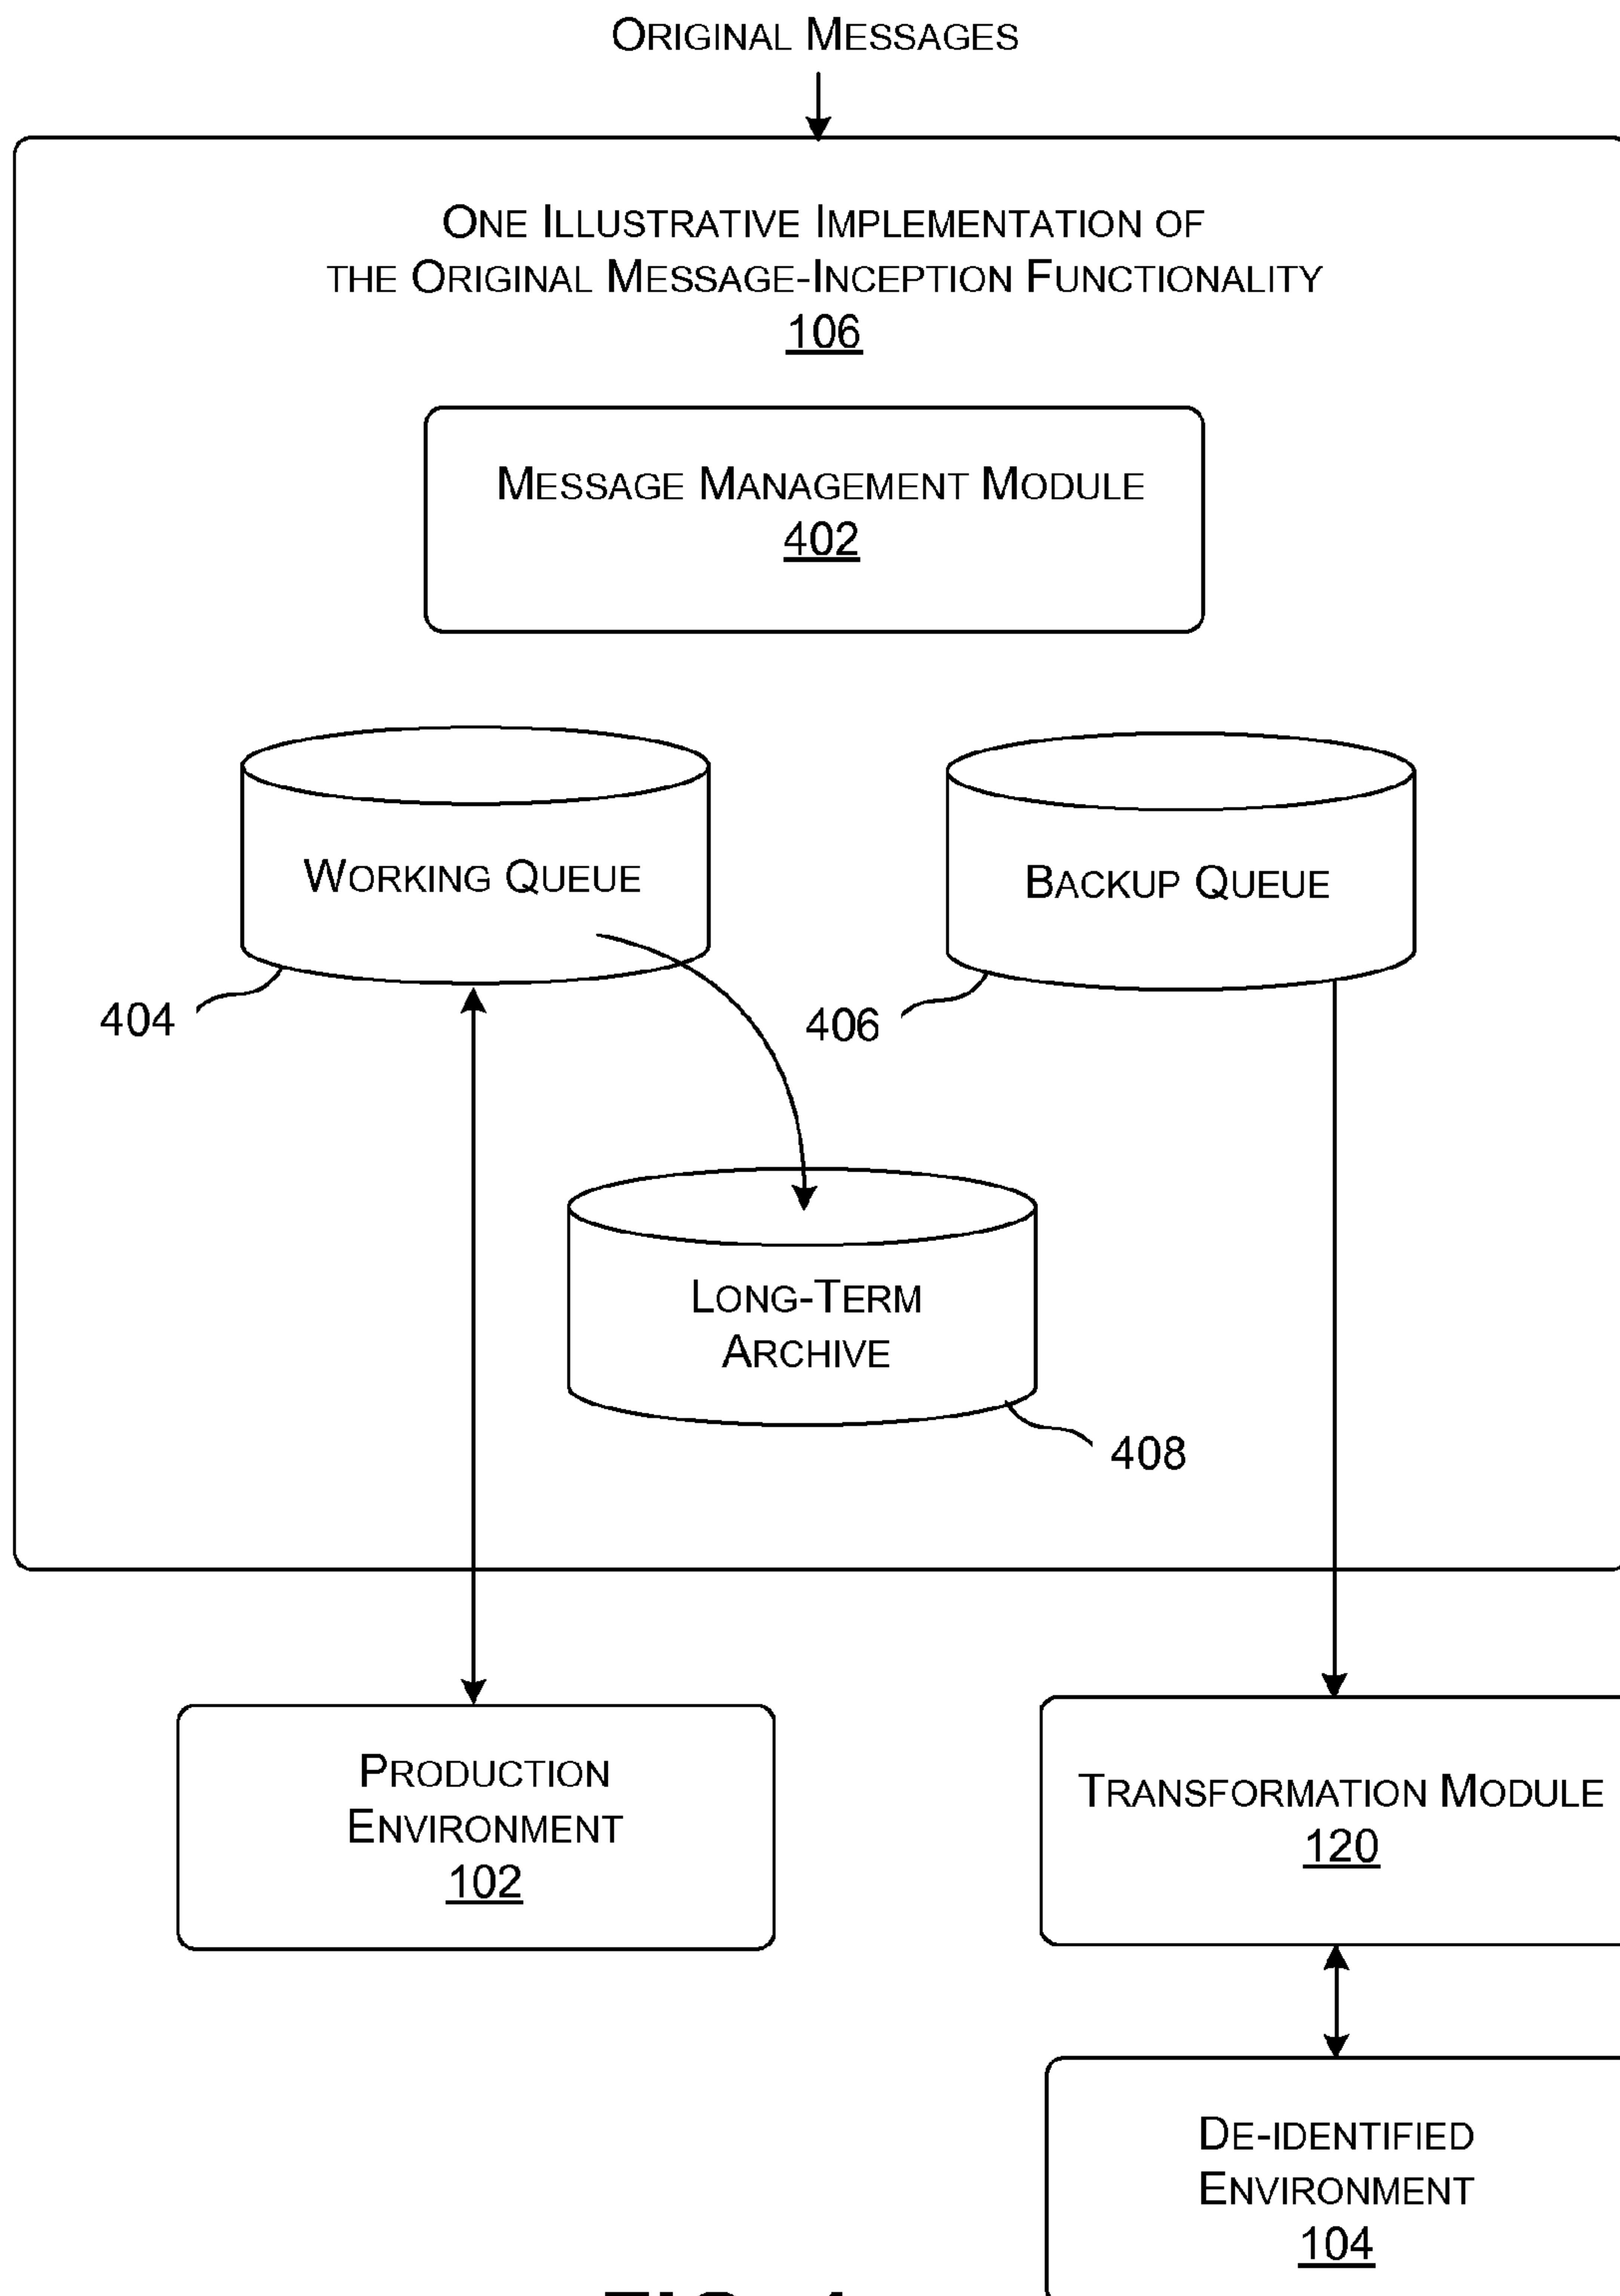 ORIGINAL MESSAGES
ONE ILLUSTRATIVE IMPLEMENTATION OF
THE ORIGINAL MESSAGE-INCEPTION FUNCTIONALITY
106
MESSAGE MANAGEMENT MODULE
402
WORKING QUEUE
BACKUP QUEUE
404
406
LONG-TERM
ARCHIVE
408
PRODUCTION
ENVIRONMENT
102
TRANSFORMATION MODULE
120
DE-IDENTIFIED
ENVIRONMENT
104